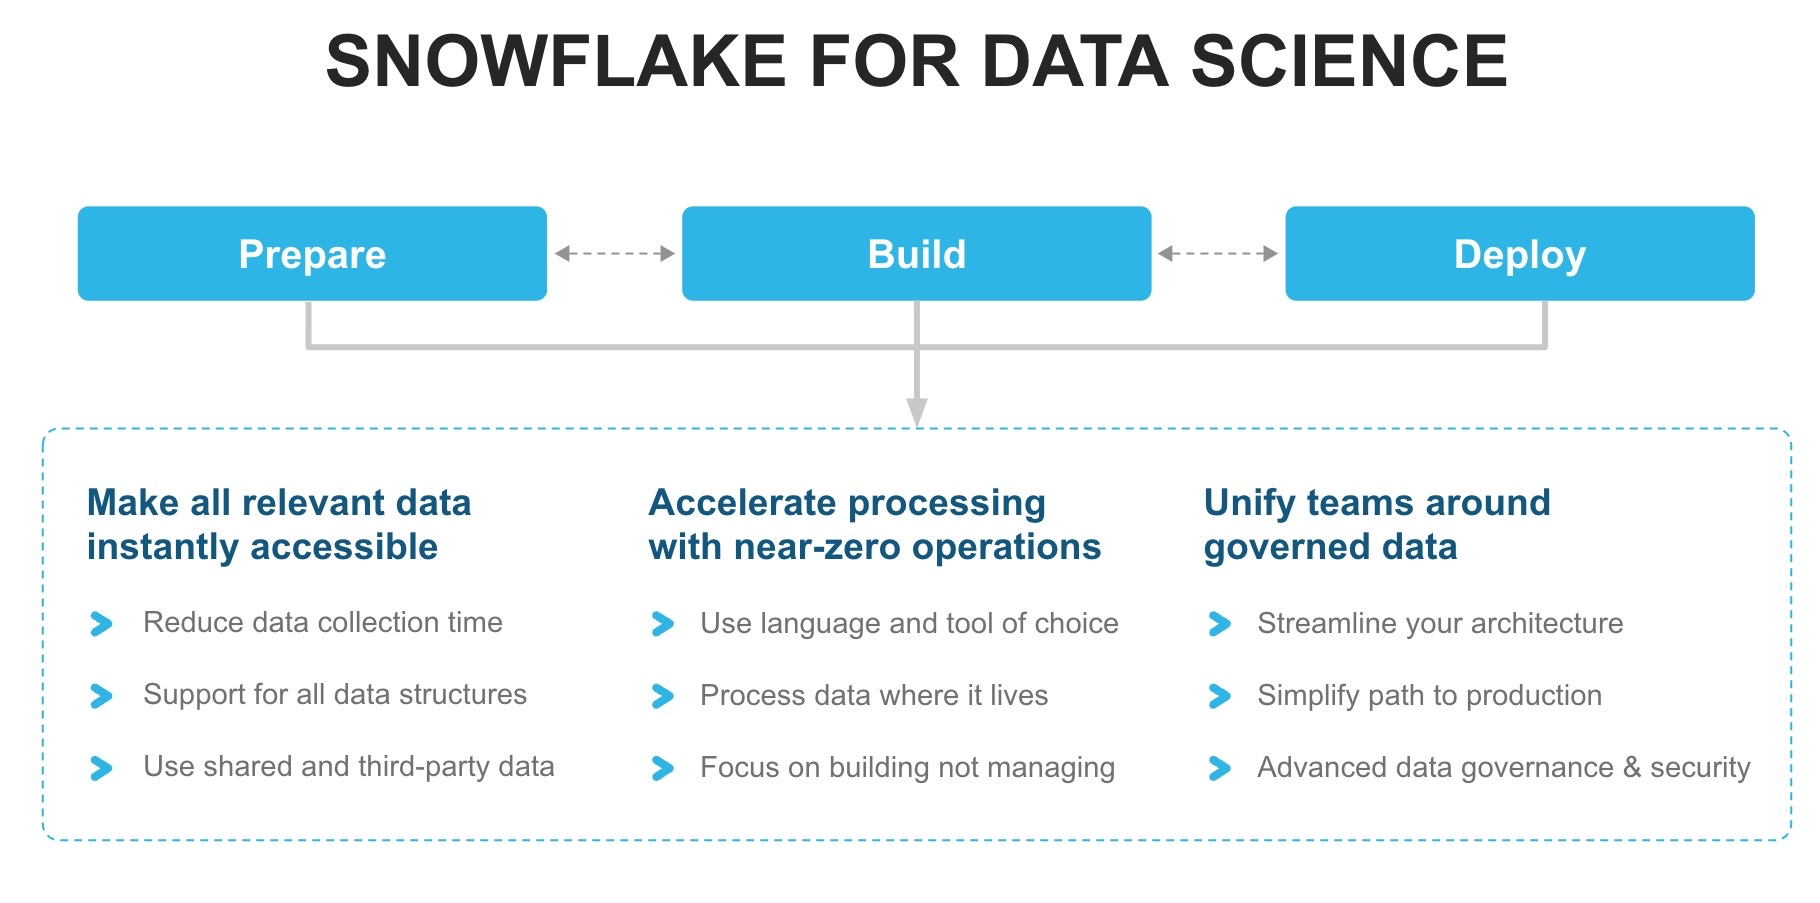 SNOWFLAKE FOR DATA SCIENCE
Prepare
Build
Deploy
Make all relevant data
instantly accessible
Reduce data collection time
Support for all data structures
Use shared and third-party data
Accelerate processing
with near-zero operations
Use language and tool of choice
Process data where it lives
Focus on building not managing
Unify teams around
governed data
Streamline your architecture
Simplify path to production
Advanced data governance & security